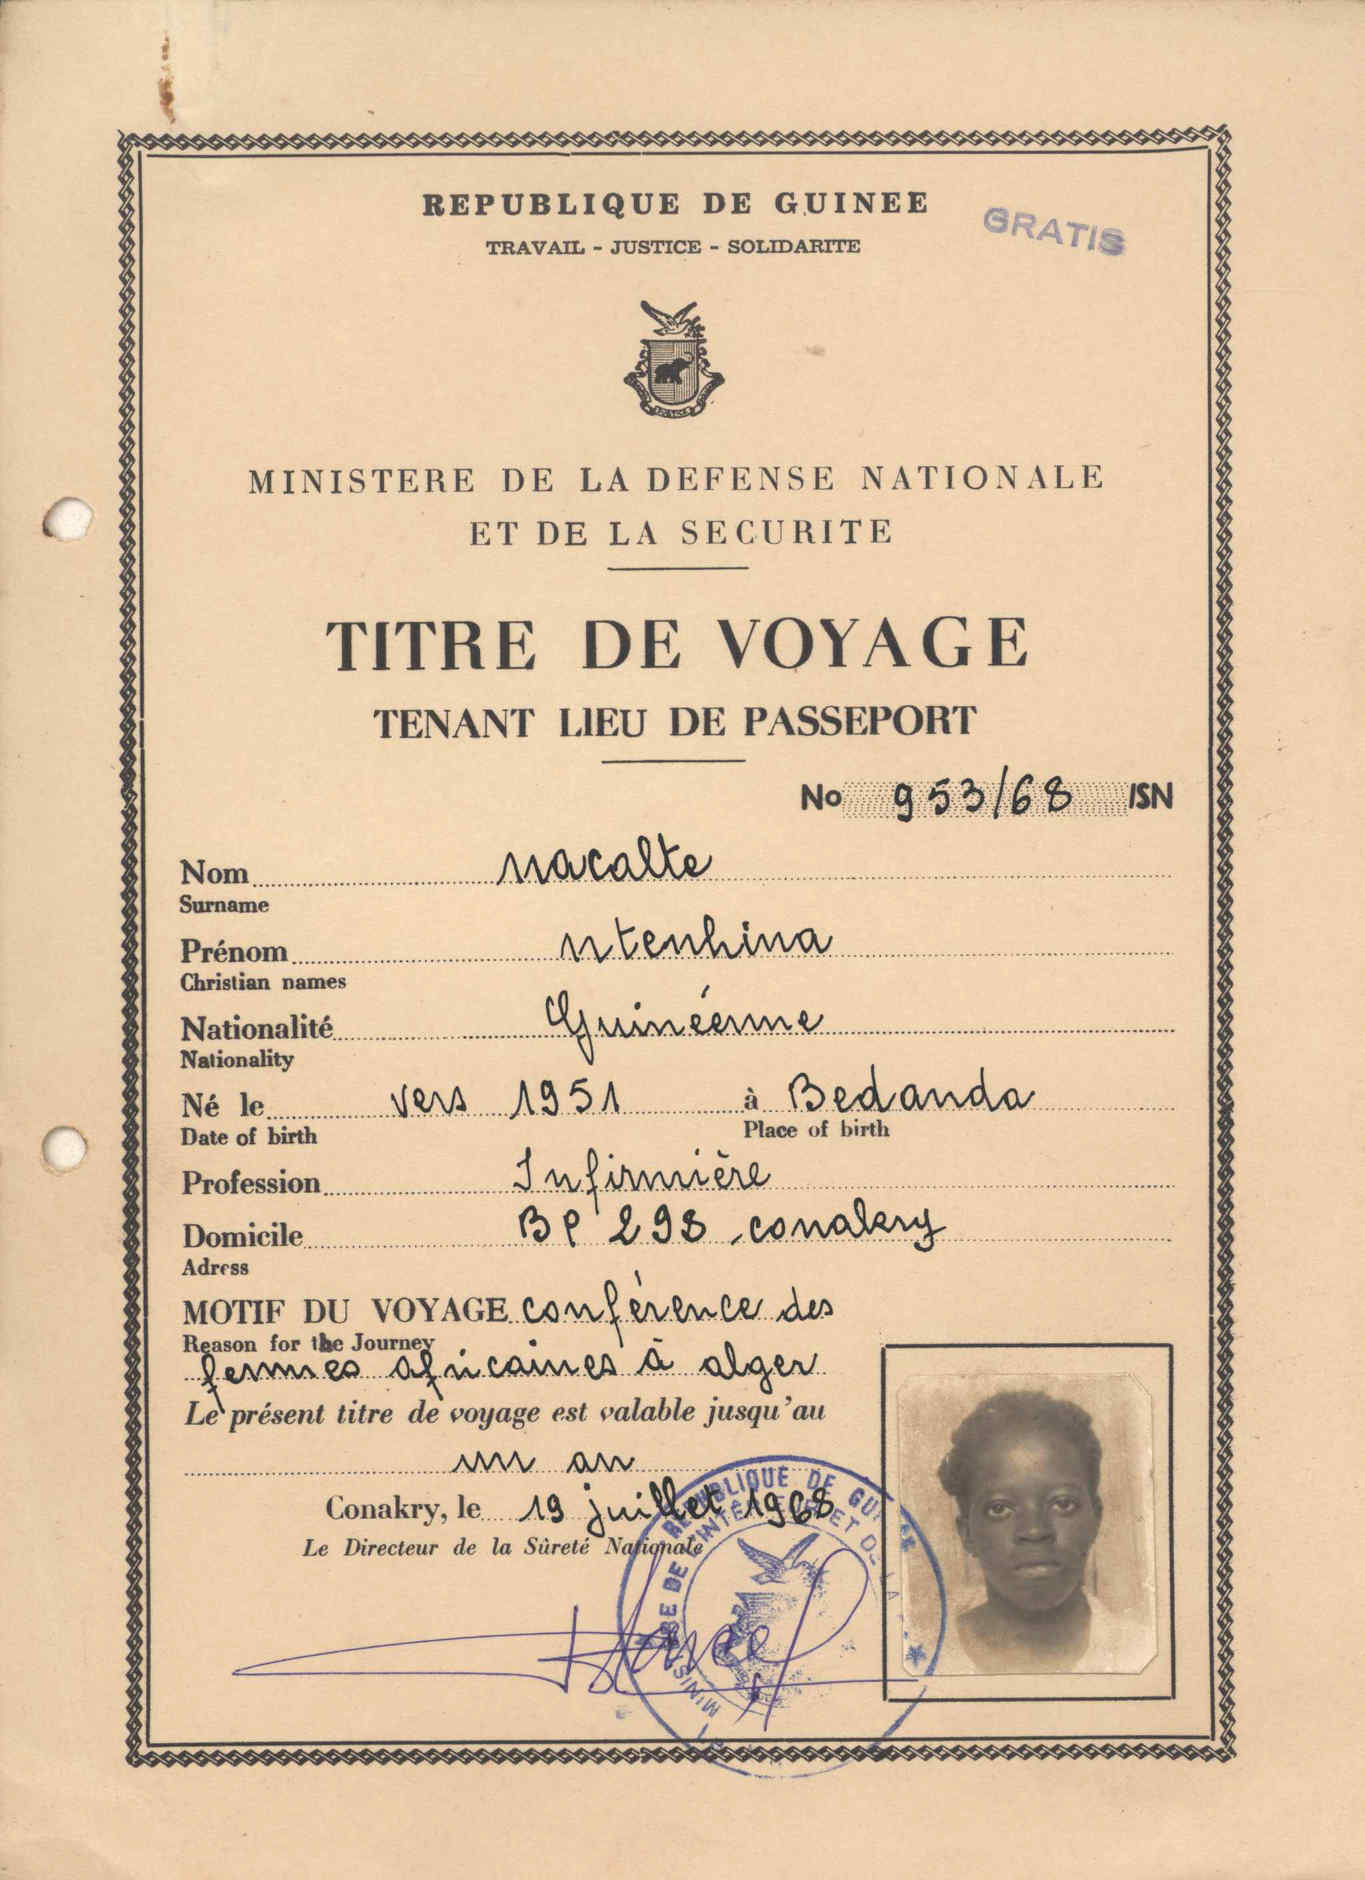 REPUBLIQUE DE GUINEE
GRATIS
TRAVAIL - JUSTICE - SOLIDARITE
MINISTERE DE LA DEFENSE NATIONALE
ET DE LA SECURITE
TITRE DE VOYAGE
TENANT LIEU DE PASSEPORT
No 953/68 /SN
Nom Nacalte
Surname
Prénom Ntenhina
Christian names
Nationalité Guinéenne
Nationality
Né le vers 1951 à Bedanda
Date of birth Place of birth
Profession Infirmière
Domicile BP 298 Conakry
Adress
MOTIF DU VOYAGE conférence des
Reason for the Journey
femmes africaines à alger
Le présent titre de voyage est valable jusqu'au
un an
Conakry, le 19 juillet 1968
Le Directeur de la Sûreté Nationale
REPUBLIQUE DE